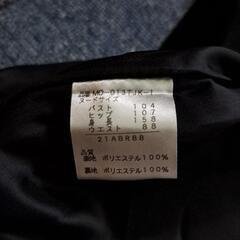 品番 MD-013TJK-1
ヌードサイズ
バスト 104
ヒップ 107
身長 158
ウエスト 88
21ABR88
品質
表地 ポリエステル100%
裏地 ポリエステル100%